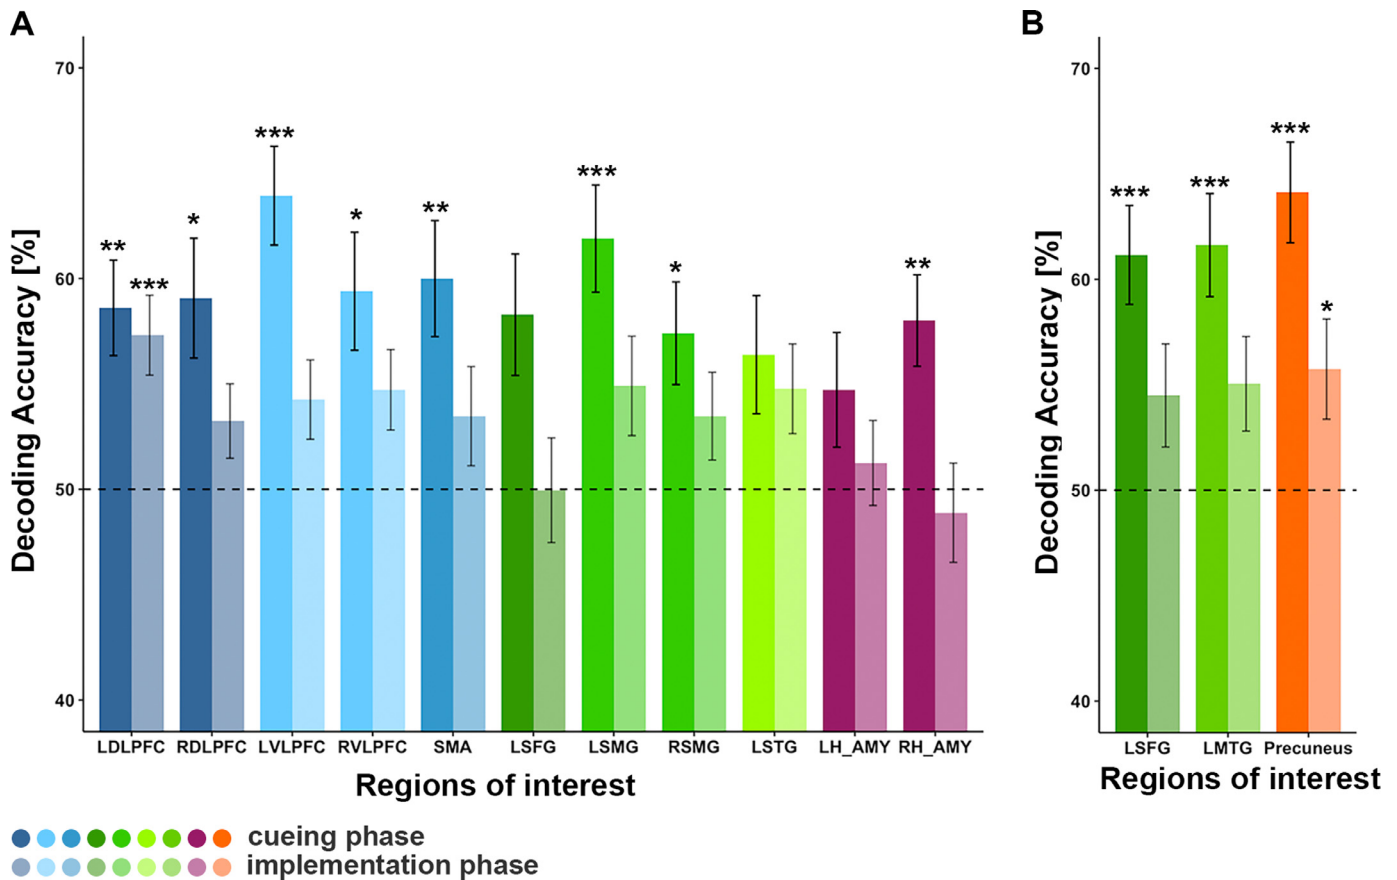 A
B
Decoding Accuracy [%]
70
60
50
40
**
***
*
***
*
**
***
*
**
LDLPFC RDLPFC LVLPFC RVLPFC SMA LSFG LSMG RSMG LSTG LH_AMY RH_AMY
Regions of interest
Decoding Accuracy [%]
70
60
50
40
***
***
***
*
LSFG LMTG Precuneus
Regions of interest
cueing phase
implementation phase